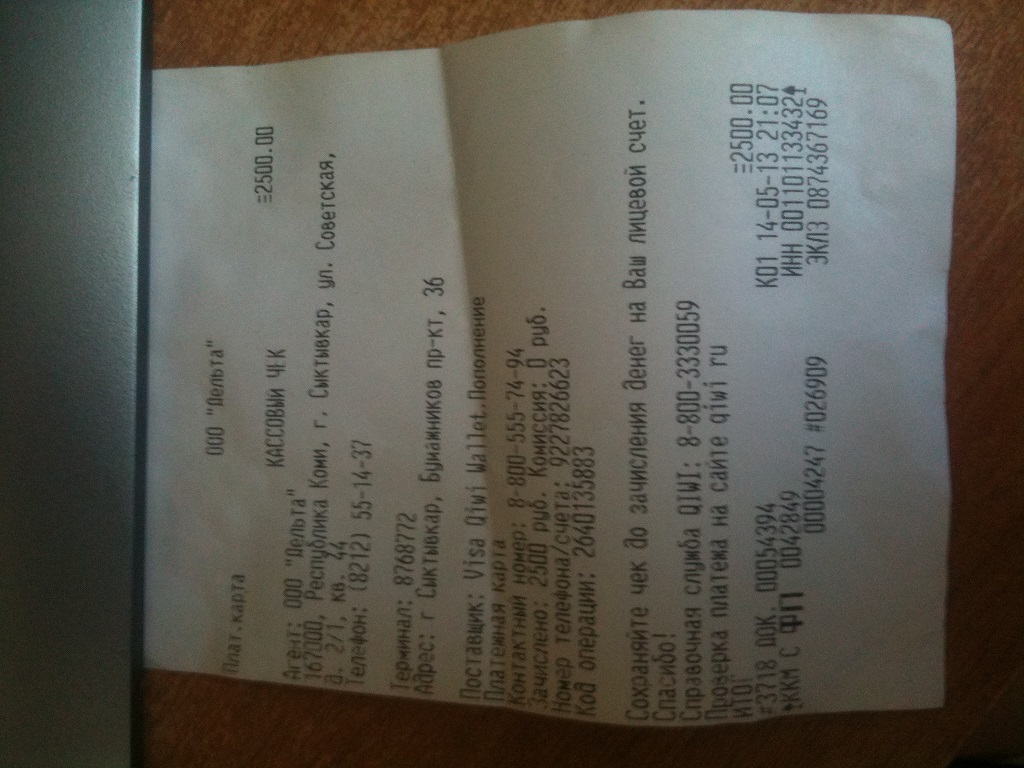 ООО "Дельта"
Плат.карта ≡2500.00
КАССОВЫЙ ЧЕК
Агент: ООО "Дельта"
167000, Республика Коми, г. Сыктывкар, ул. Советская,
д. 2/1, кв. 44
Телефон: (8212) 55-14-37
Терминал: 8768772
Адрес: г Сыктывкар, Бумажников пр-кт, 36
Поставщик: Visa Qiwi Wallet.Пополнение
Платежная карта
Контактный номер: 8-800-555-74-94
Зачислено: 2500 руб. Комиссия: 0 руб.
Номер телефона/счета: 9227826623
Код операции: 2640135883
Сохраняйте чек до зачисления денег на Ваш лицевой счет.
Спасибо!
Справочная служба QIWI: 8-800-3330059
Проверка платежа на сайте qiwi ru
ИТО! ≡2500.00
#3718 ДОК. 00054394 К01 14-05-13 21:07
*ККМ С ФП 0042849 ИНН 001101133432↑
00004247 #026909 ЭКЛЗ 0874367169